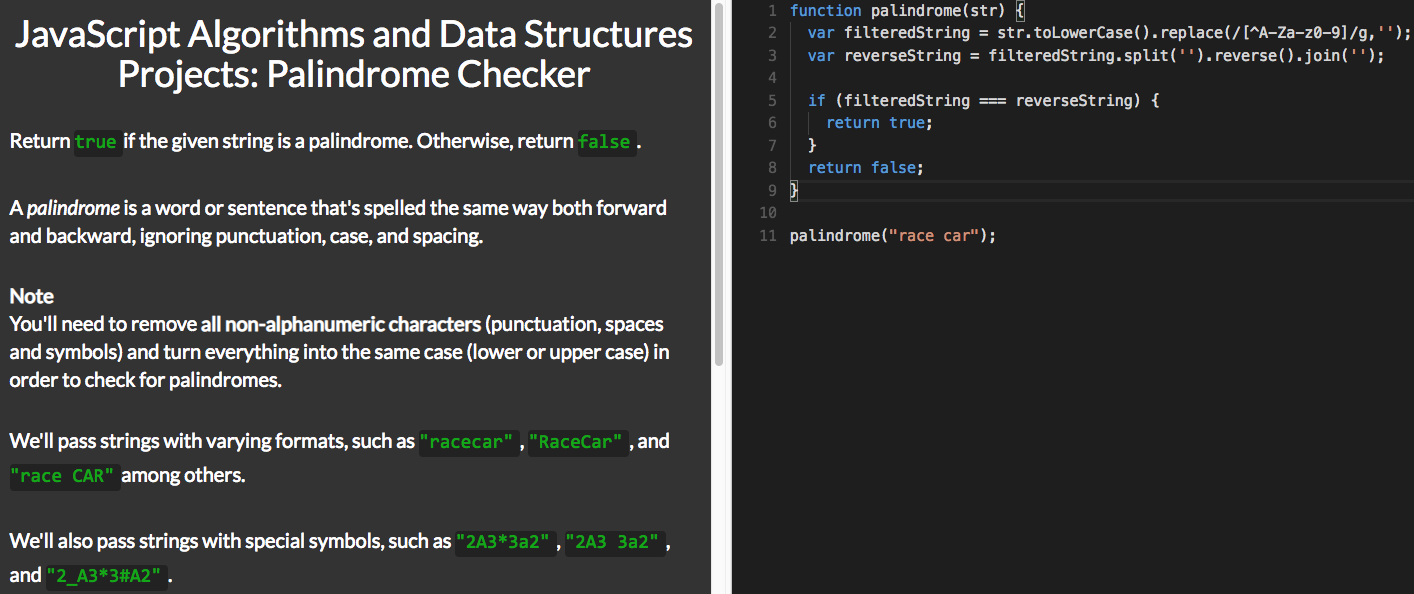 JavaScript Algorithms and Data Structures
Projects: Palindrome Checker
Return true if the given string is a palindrome. Otherwise, return false .
A palindrome is a word or sentence that's spelled the same way both forward
and backward, ignoring punctuation, case, and spacing.
Note
You'll need to remove all non-alphanumeric characters (punctuation, spaces
and symbols) and turn everything into the same case (lower or upper case) in
order to check for palindromes.
We'll pass strings with varying formats, such as "racecar" , "RaceCar" , and
"race CAR" among others.
We'll also pass strings with special symbols, such as "2A3*3a2" , "2A3 3a2" ,
and "2_A3*3#A2" .
1 function palindrome(str) {
2   var filteredString = str.toLowerCase().replace(/[^A-Za-z0-9]/g,'');
3   var reverseString = filteredString.split('').reverse().join('');
4
5   if (filteredString === reverseString) {
6     return true;
7   }
8   return false;
9 }
10
11 palindrome("race car");